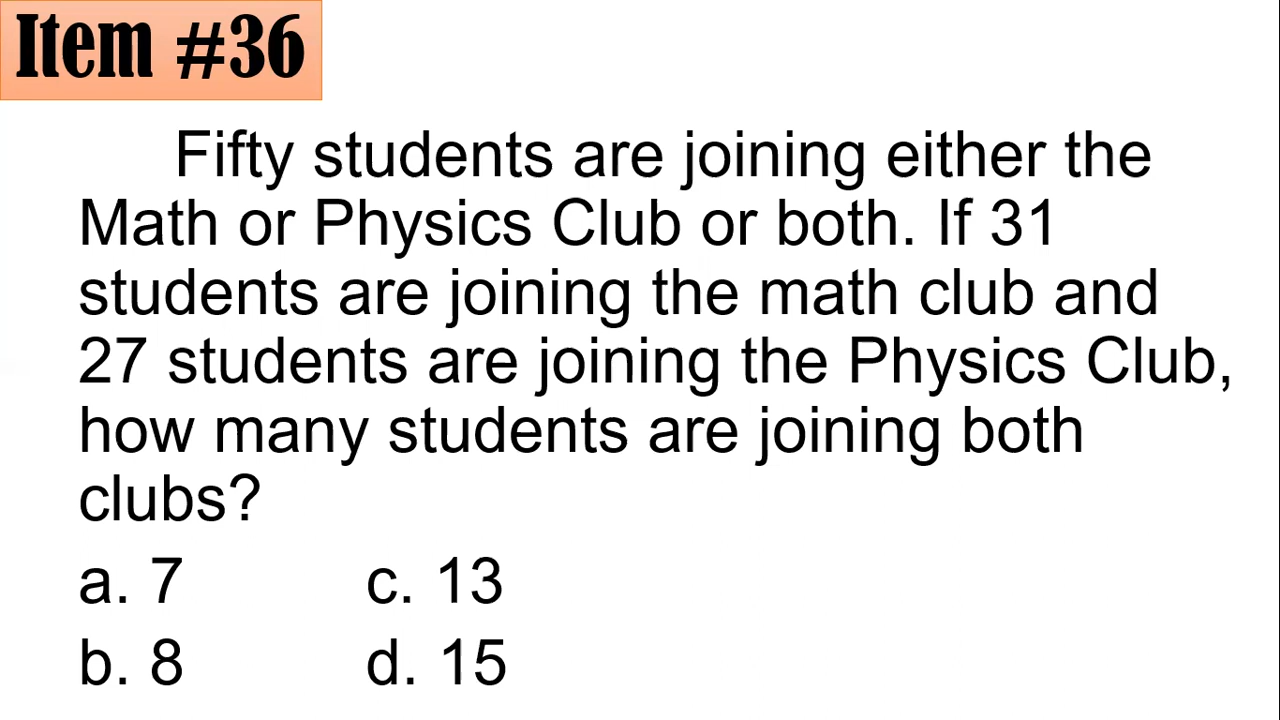 Item #36
Fifty students are joining either the
Math or Physics Club or both. If 31
students are joining the math club and
27 students are joining the Physics Club,
how many students are joining both
clubs?
a. 7 c. 13
b. 8 d. 15